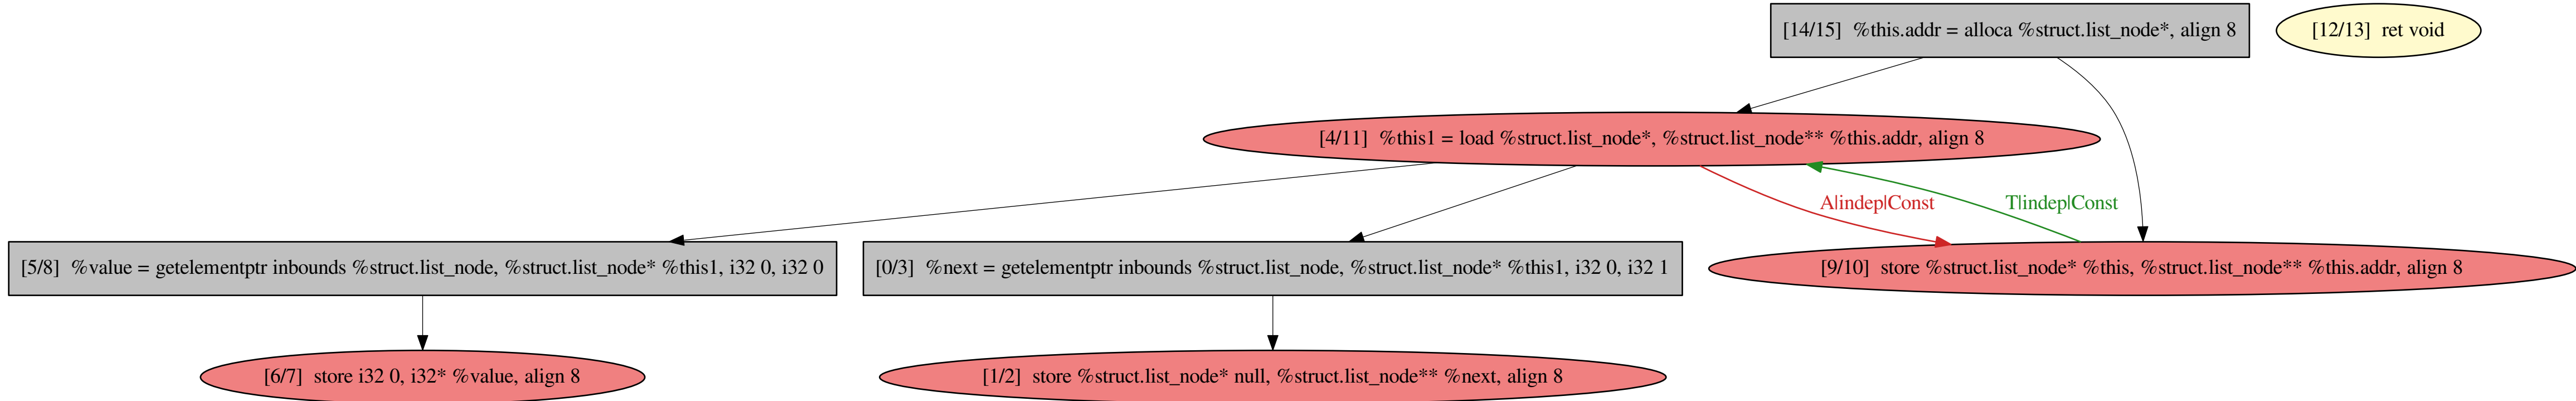 [14/15]  %this.addr = alloca %struct.list_node*, align 8
[12/13]  ret void
[4/11]  %this1 = load %struct.list_node*, %struct.list_node** %this.addr, align 8
A|indep|Const
T|indep|Const
[5/8]  %value = getelementptr inbounds %struct.list_node, %struct.list_node* %this1, i32 0, i32 0
[0/3]  %next = getelementptr inbounds %struct.list_node, %struct.list_node* %this1, i32 0, i32 1
[9/10]  store %struct.list_node* %this, %struct.list_node** %this.addr, align 8
[6/7]  store i32 0, i32* %value, align 8
[1/2]  store %struct.list_node* null, %struct.list_node** %next, align 8